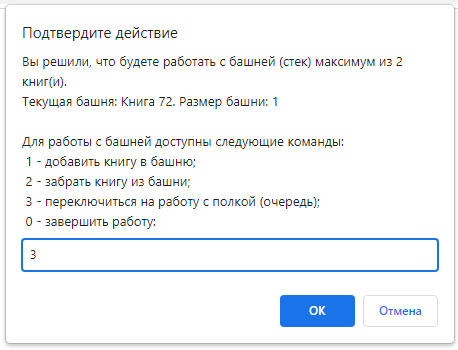 Подтвердите действие
Вы решили, что будете работать с башней (стек) максимум из 2
книг(и).
Текущая башня: Книга 72. Размер башни: 1
Для работы с башней доступны следующие команды:
1 - добавить книгу в башню;
2 - забрать книгу из башни;
3 - переключиться на работу с полкой (очередь);
0 - завершить работу:
3
ОК
Отмена